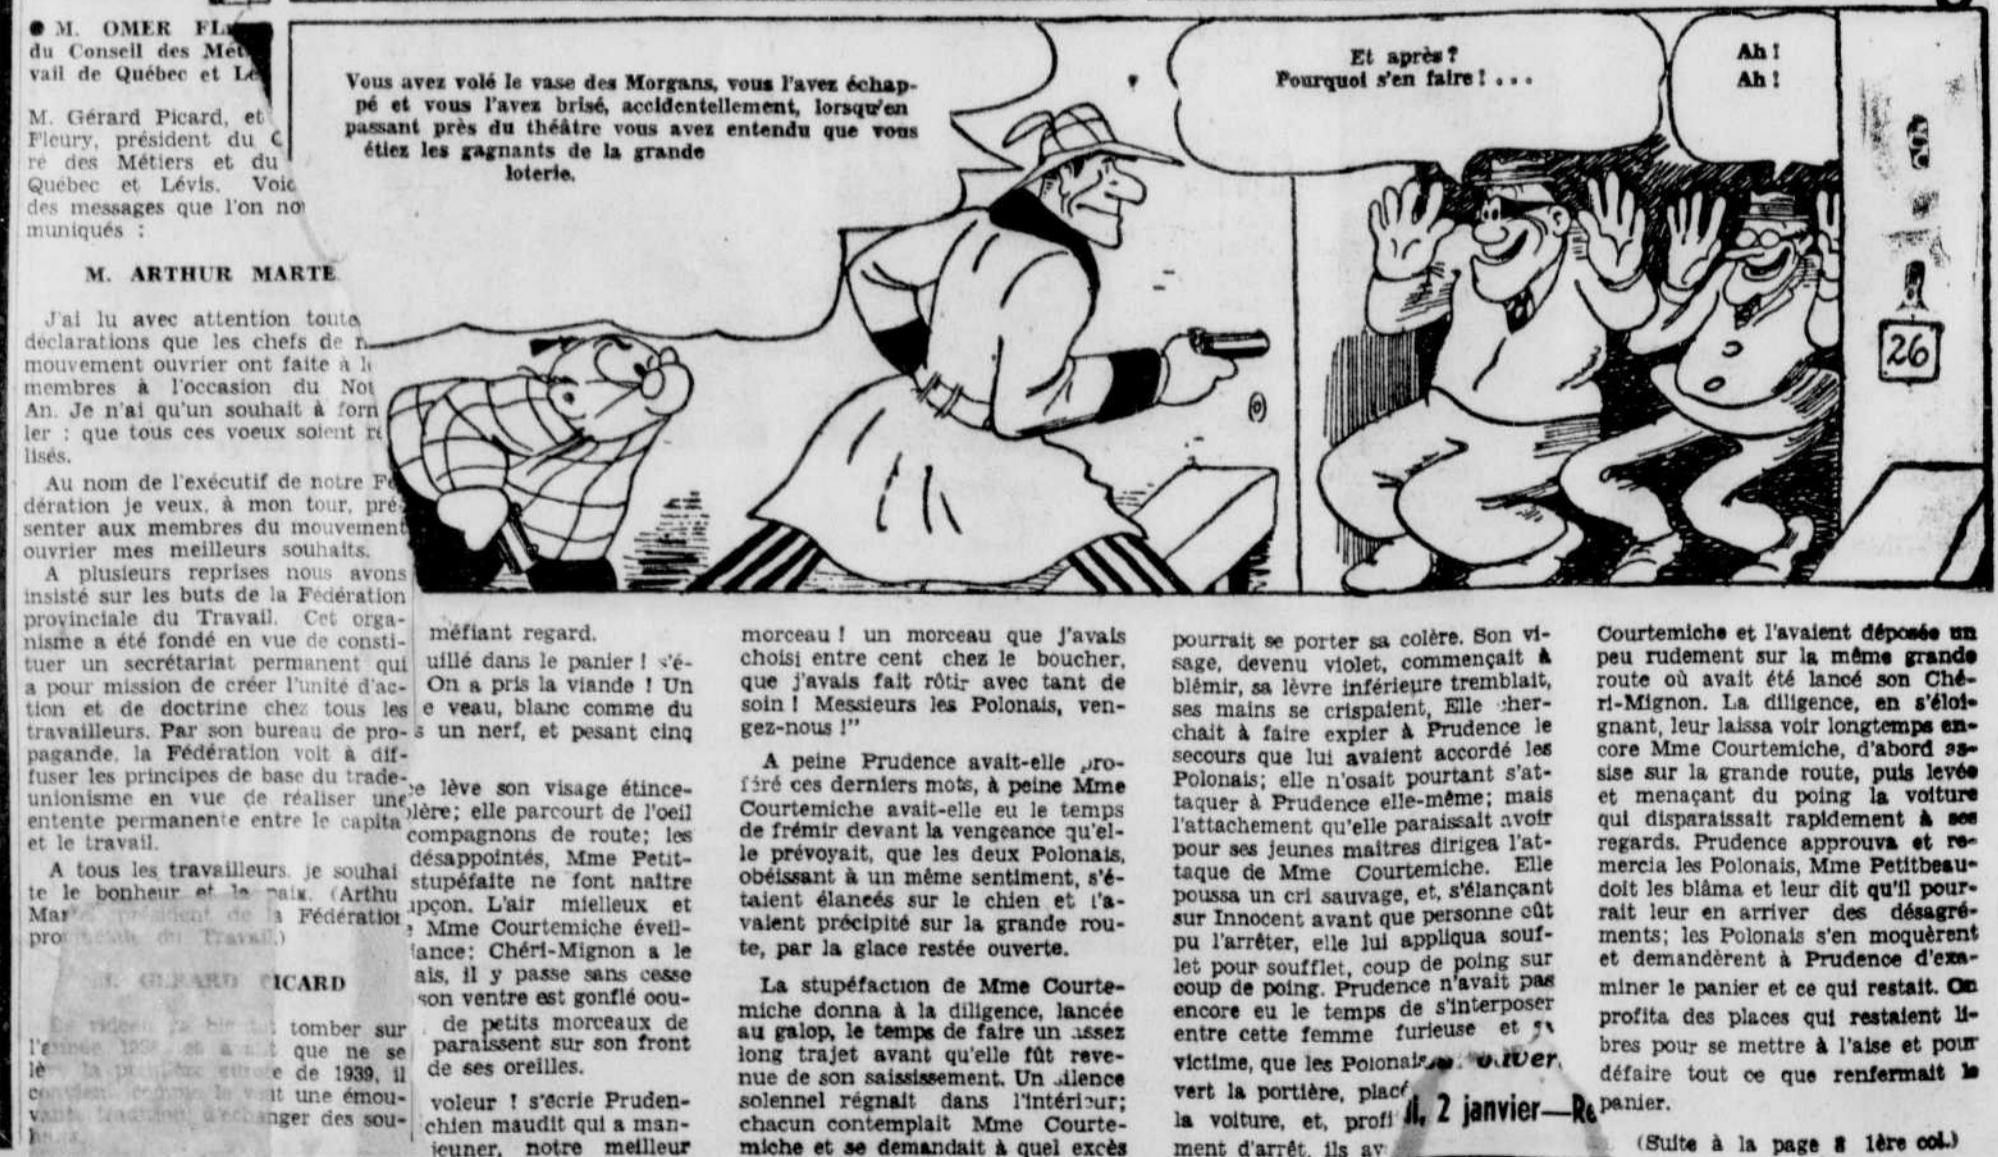 ● M. OMER
du Conseil des
vail de Québec et
M. Gérard Picard, et
Fleury, président du
ré des Métiers et du
Québec et Lévis.
des messages que l'on
muniqués :
M. ARTHUR MARTE
J'ai lu avec attention
déclarations que les chefs de
mouvement ouvrier ont faite à
membres à l'occasion du
An. Je n'ai qu'un souhait à
ler : que tous ces voeux soient
lisés.
Au nom de l'exécutif de notre
dération je veux, à mon tour, pré-
senter aux membres du mouvement
ouvrier mes meilleurs souhaits.
A plusieurs reprises nous avons
insisté sur les buts de la Fédération
provinciale du Travail. Cet orga-
nisme a été fondé en vue de consti-
tuer un secrétariat permanent qui
a pour mission de créer l'unité d'ac-
tion et de doctrine chez tous les
travailleurs. Par son bureau de pro-
pagande, la Fédération voit à dif-
fuser les principes de base du trade-
unionisme en vue de réaliser une
entente permanente entre le capita
et le travail.
A tous les travailleurs, je souhai
te le bonheur et la paix. (Arthu
président de Fédération
du Travail.)
GERARD PICARD
tomber sur
que ne se
de 1939, il
une émou-
d'échanger des sou-
Vous avez volé le vase des Morgans, vous l'avez échap-
pé et vous l'avez brisé, accidentellement, lorsqu'en
passant près du théâtre vous avez entendu que vous
étiez les gagnants de la grande
loterie.
Et après?
Pourquoi s'en faire! ...
Ah!
Ah!
26
méfiant regard.
uillé dans le panier ! s'é-
On a pris la viande ! Un
e veau, blanc comme du
s un nerf, et pesant cinq
lève son visage étince-
lère; elle parcourt de l'oeil
compagnons de route; les
désappointés, Mme Petit-
stupéfaite ne font naître
upçon. L'air mielleux et
Mme Courtemiche éveil-
ance: Chéri-Mignon a le
ais, il y passe sans cesse
son ventre est gonflé
de petits morceaux de
paraissent sur son front
de ses oreilles.
voleur ! s'écrie Pruden-
chien maudit qui a man-
jeuner, notre meilleur
morceau ! un morceau que j'avais
choisi entre cent chez le boucher,
que j'avais fait rôtir avec tant de
soin ! Messieurs les Polonais, ven-
gez-nous !"
A peine Prudence avait-elle pro-
féré ces derniers mots, à peine Mme
Courtemiche avait-elle eu le temps
de frémir devant la vengeance qu'el-
le prévoyait, que les deux Polonais,
obéissant à un même sentiment, s'é-
taient élancés sur le chien et l'a-
vaient précipité sur la grande rou-
te, par la glace restée ouverte.
La stupéfaction de Mme Courte-
miche donna à la diligence, lancée
au galop, le temps de faire un assez
long trajet avant qu'elle fût reve-
nue de son saisissement. Un silence
solennel régnait dans l'intérieur;
chacun contemplait Mme Courte-
miche et se demandait à quel excès
pourrait se porter sa colère. Son vi-
sage, devenu violet, commençait à
blêmir, sa lèvre inférieure tremblait,
ses mains se crispaient, Elle cher-
chait à faire expier à Prudence le
secours que lui avaient accordé les
Polonais; elle n'osait pourtant s'at-
taquer à Prudence elle-même; mais
l'attachement qu'elle paraissait avoir
pour ses jeunes maîtres dirigea l'at-
taque de Mme Courtemiche. Elle
poussa un cri sauvage, et, s'élançant
sur Innocent avant que personne eût
pu l'arrêter, elle lui appliqua souf-
flet pour soufflet, coup de poing sur
coup de poing. Prudence n'avait pas
encore eu le temps de s'interposer
entre cette femme furieuse et
victime, que les Polonais
vert la portière, placé
la voiture, et, profi
ment d'arrêt, ils av
2 janvier—Re
Courtemiche et l'avaient déposée un
peu rudement sur la même grande
route où avait été lancé son Ché-
ri-Mignon. La diligence, en s'éloi-
gnant, leur laissa voir longtemps en-
core Mme Courtemiche, d'abord as-
sise sur la grande route, puis levée
et menaçant du poing la voiture
qui disparaissait rapidement à ses
regards. Prudence approuva et re-
mercia les Polonais, Mme Petitbeau-
doit les blâma et leur dit qu'il pour-
rait leur en arriver des désagré-
ments; les Polonais s'en moquèrent
et demandèrent à Prudence d'exa-
miner le panier et ce qui restait. On
profita des places qui restaient li-
bres pour se mettre à l'aise et pour
défaire tout ce que renfermait le
panier.
(Suite à la page 8 1ère col.)